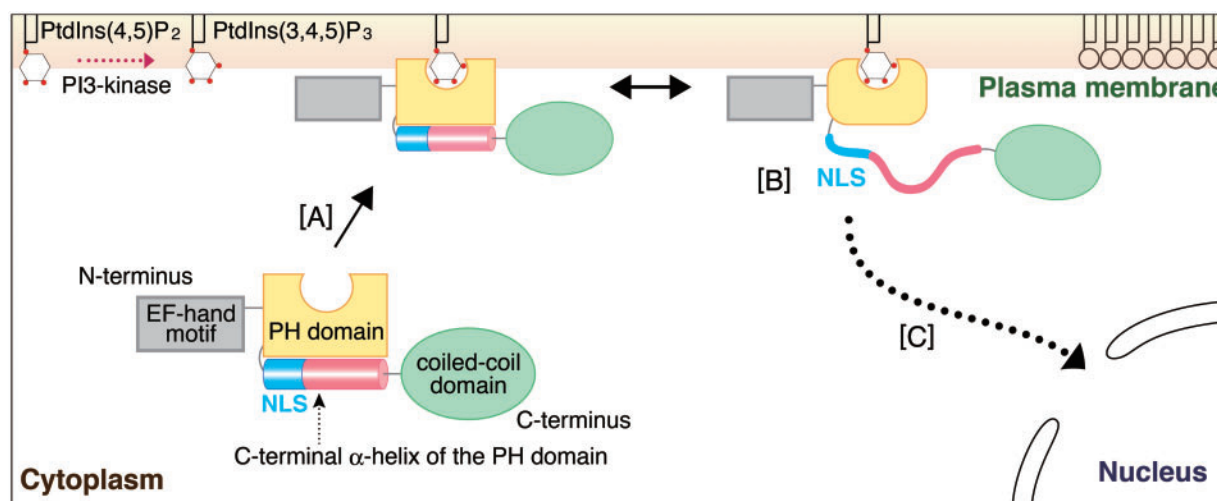 PtdIns(4,5)P₂
PtdIns(3,4,5)P₃
PI3-kinase
Plasma membrane
[A]
[B]
NLS
N-terminus
EF-hand
motif
PH domain
[C]
coiled-coil
domain
NLS
C-terminus
C-terminal α-helix of the PH domain
Cytoplasm
Nucleus